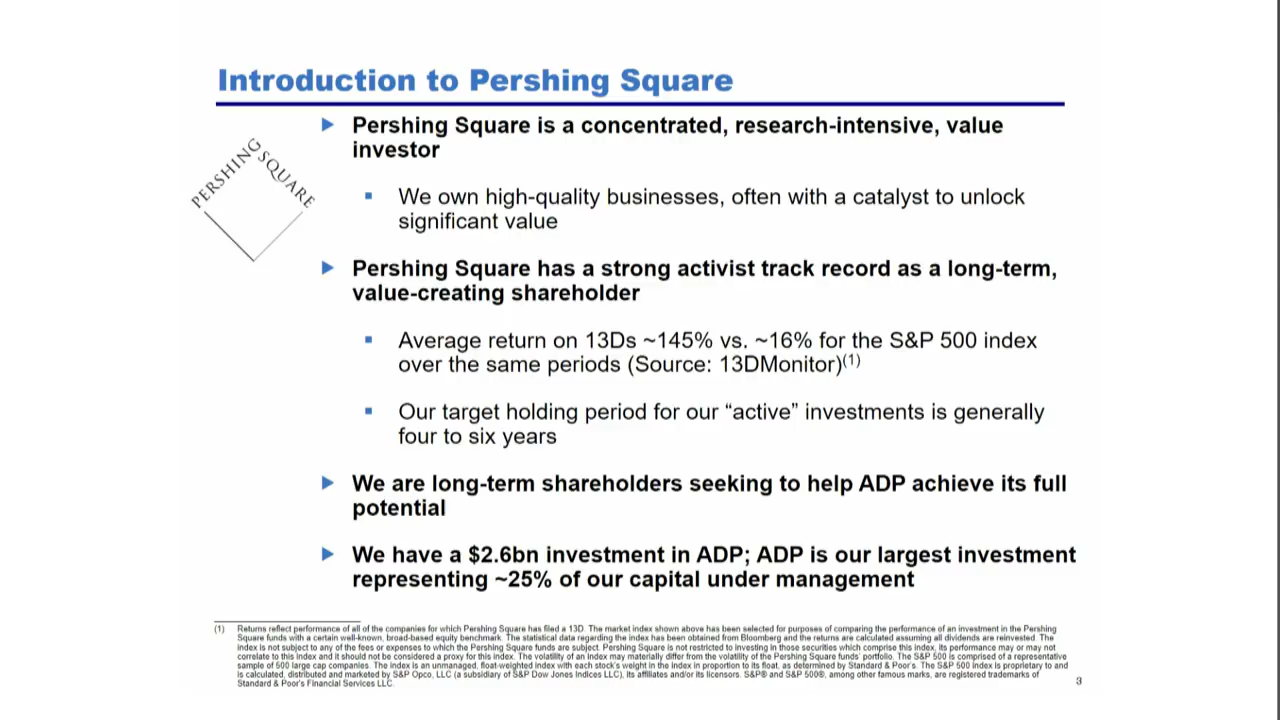 Introduction to Pershing Square
PERSHING SQUARE
Pershing Square is a concentrated, research-intensive, value
investor
We own high-quality businesses, often with a catalyst to unlock
significant value
Pershing Square has a strong activist track record as a long-term,
value-creating shareholder
Average return on 13Ds ~145% vs. ~16% for the S&P 500 index
over the same periods (Source: 13DMonitor)(1)
Our target holding period for our “active” investments is generally
four to six years
We are long-term shareholders seeking to help ADP achieve its full
potential
We have a $2.6bn investment in ADP; ADP is our largest investment
representing ~25% of our capital under management
(1) Returns reflect performance of all of the companies for which Pershing Square has filed a 13D. The market index shown above has been selected for purposes of comparing the performance of an investment in the Pershing
Square funds with a certain well-known, broad-based equity benchmark. The statistical data regarding the index has been obtained from Bloomberg and the returns are calculated assuming all dividends are reinvested. The
index is not subject to any of the fees or expenses to which the Pershing Square funds are subject. Pershing Square is not restricted to investing in those securities which comprise this index, its performance may or may not
correlate to this index and it should not be considered a proxy for this index. The volatility of an index may materially differ from the volatility of the Pershing Square funds' portfolio. The S&P 500 is comprised of a representative
sample of 500 large cap companies. The index is an unmanaged, float-weighted index with each stock's weight in the index in proportion to its float, as determined by Standard & Poor's. The S&P 500 index is proprietary to and
is calculated, distributed and marketed by S&P Opco, LLC (a subsidiary of S&P Dow Jones Indices LLC), its affiliates and/or its licensors. S&P® and S&P 500®, among other famous marks, are registered trademarks of
Standard & Poor's Financial Services LLC.
3